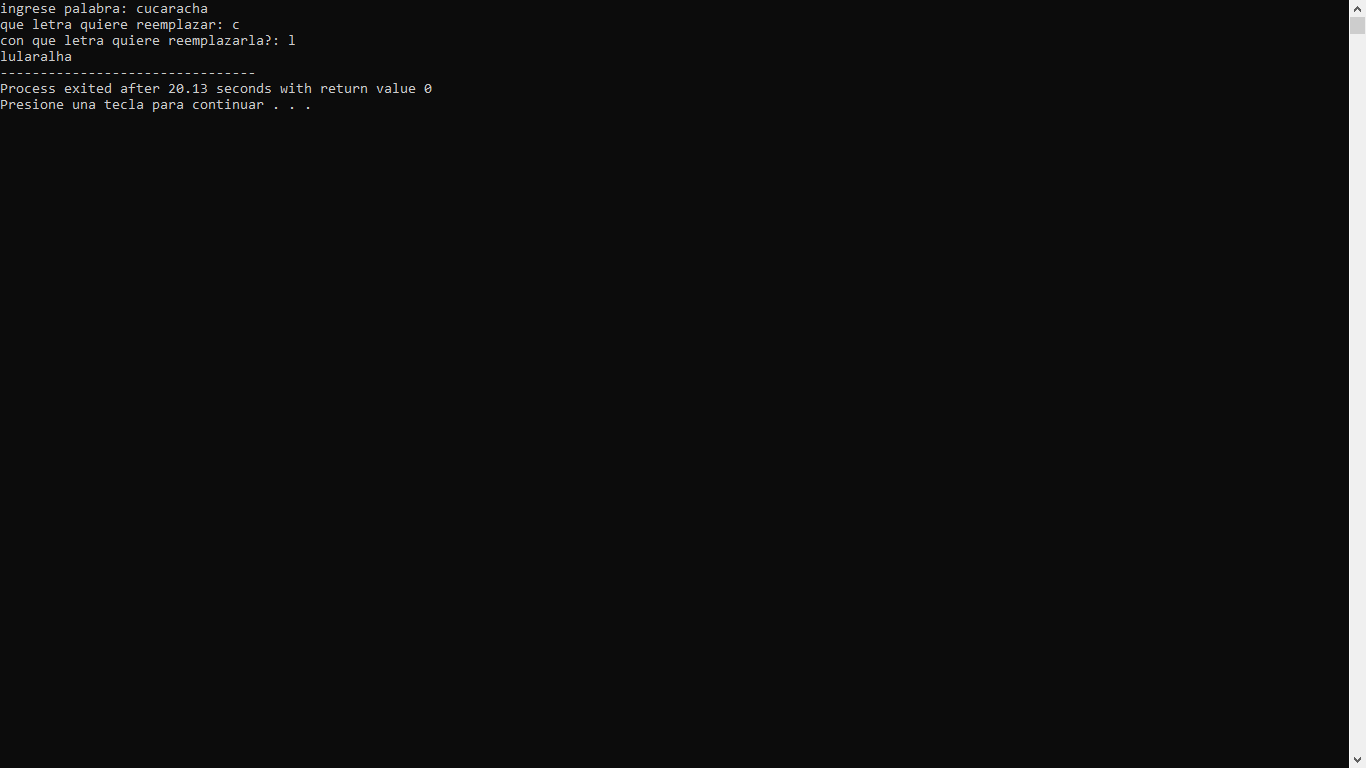 ingrese palabra: cucaracha
que letra quiere reemplazar: c
con que letra quiere reemplazarla?: l
lularalha
--------------------------------
Process exited after 20.13 seconds with return value 0
Presione una tecla para continuar . . .